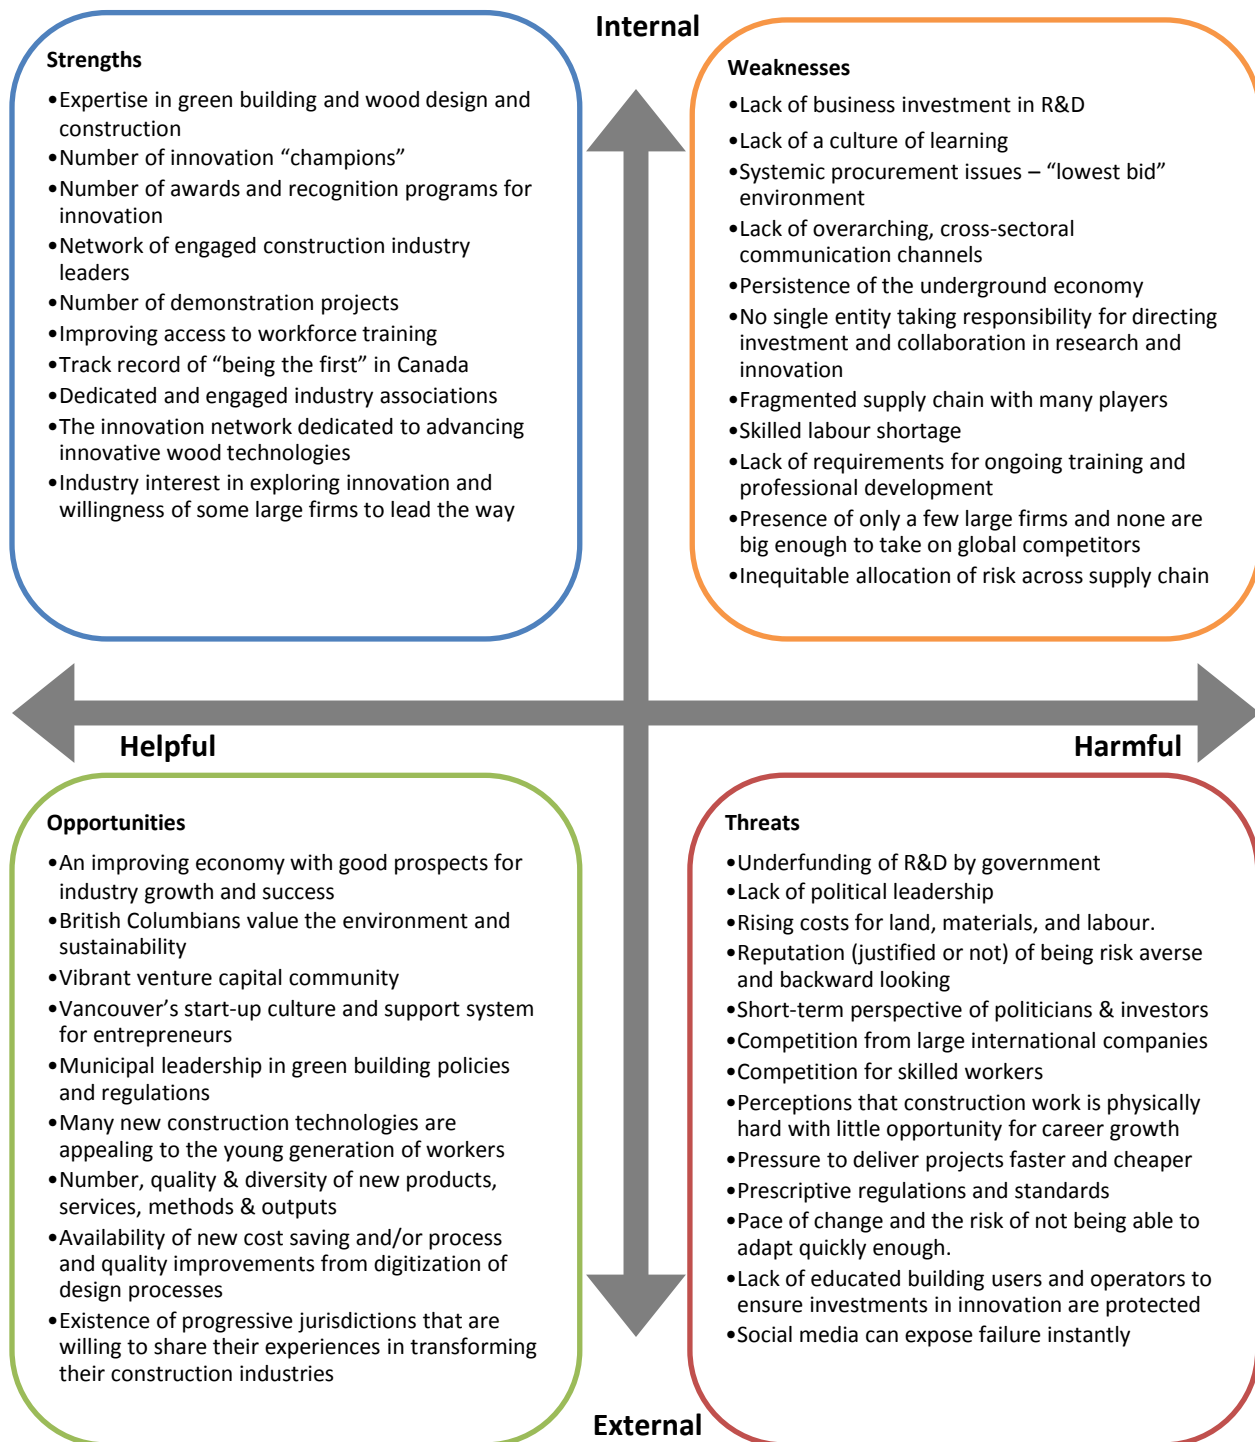 Internal
Strengths
•Expertise in green building and wood design and
construction
•Number of innovation “champions”
•Number of awards and recognition programs for
innovation
•Network of engaged construction industry
leaders
•Number of demonstration projects
•Improving access to workforce training
•Track record of “being the first” in Canada
•Dedicated and engaged industry associations
•The innovation network dedicated to advancing
innovative wood technologies
•Industry interest in exploring innovation and
willingness of some large firms to lead the way
Weaknesses
•Lack of business investment in R&D
•Lack of a culture of learning
•Systemic procurement issues – “lowest bid”
environment
•Lack of overarching, cross-sectoral
communication channels
•Persistence of the underground economy
•No single entity taking responsibility for directing
investment and collaboration in research and
innovation
•Fragmented supply chain with many players
•Skilled labour shortage
•Lack of requirements for ongoing training and
professional development
•Presence of only a few large firms and none are
big enough to take on global competitors
•Inequitable allocation of risk across supply chain
Helpful
Harmful
Opportunities
•An improving economy with good prospects for
industry growth and success
•British Columbians value the environment and
sustainability
•Vibrant venture capital community
•Vancouver’s start-up culture and support system
for entrepreneurs
•Municipal leadership in green building policies
and regulations
•Many new construction technologies are
appealing to the young generation of workers
•Number, quality & diversity of new products,
services, methods & outputs
•Availability of new cost saving and/or process
and quality improvements from digitization of
design processes
•Existence of progressive jurisdictions that are
willing to share their experiences in transforming
their construction industries
Threats
•Underfunding of R&D by government
•Lack of political leadership
•Rising costs for land, materials, and labour.
•Reputation (justified or not) of being risk averse
and backward looking
•Short-term perspective of politicians & investors
•Competition from large international companies
•Competition for skilled workers
•Perceptions that construction work is physically
hard with little opportunity for career growth
•Pressure to deliver projects faster and cheaper
•Prescriptive regulations and standards
•Pace of change and the risk of not being able to
adapt quickly enough.
•Lack of educated building users and operators to
ensure investments in innovation are protected
•Social media can expose failure instantly
External